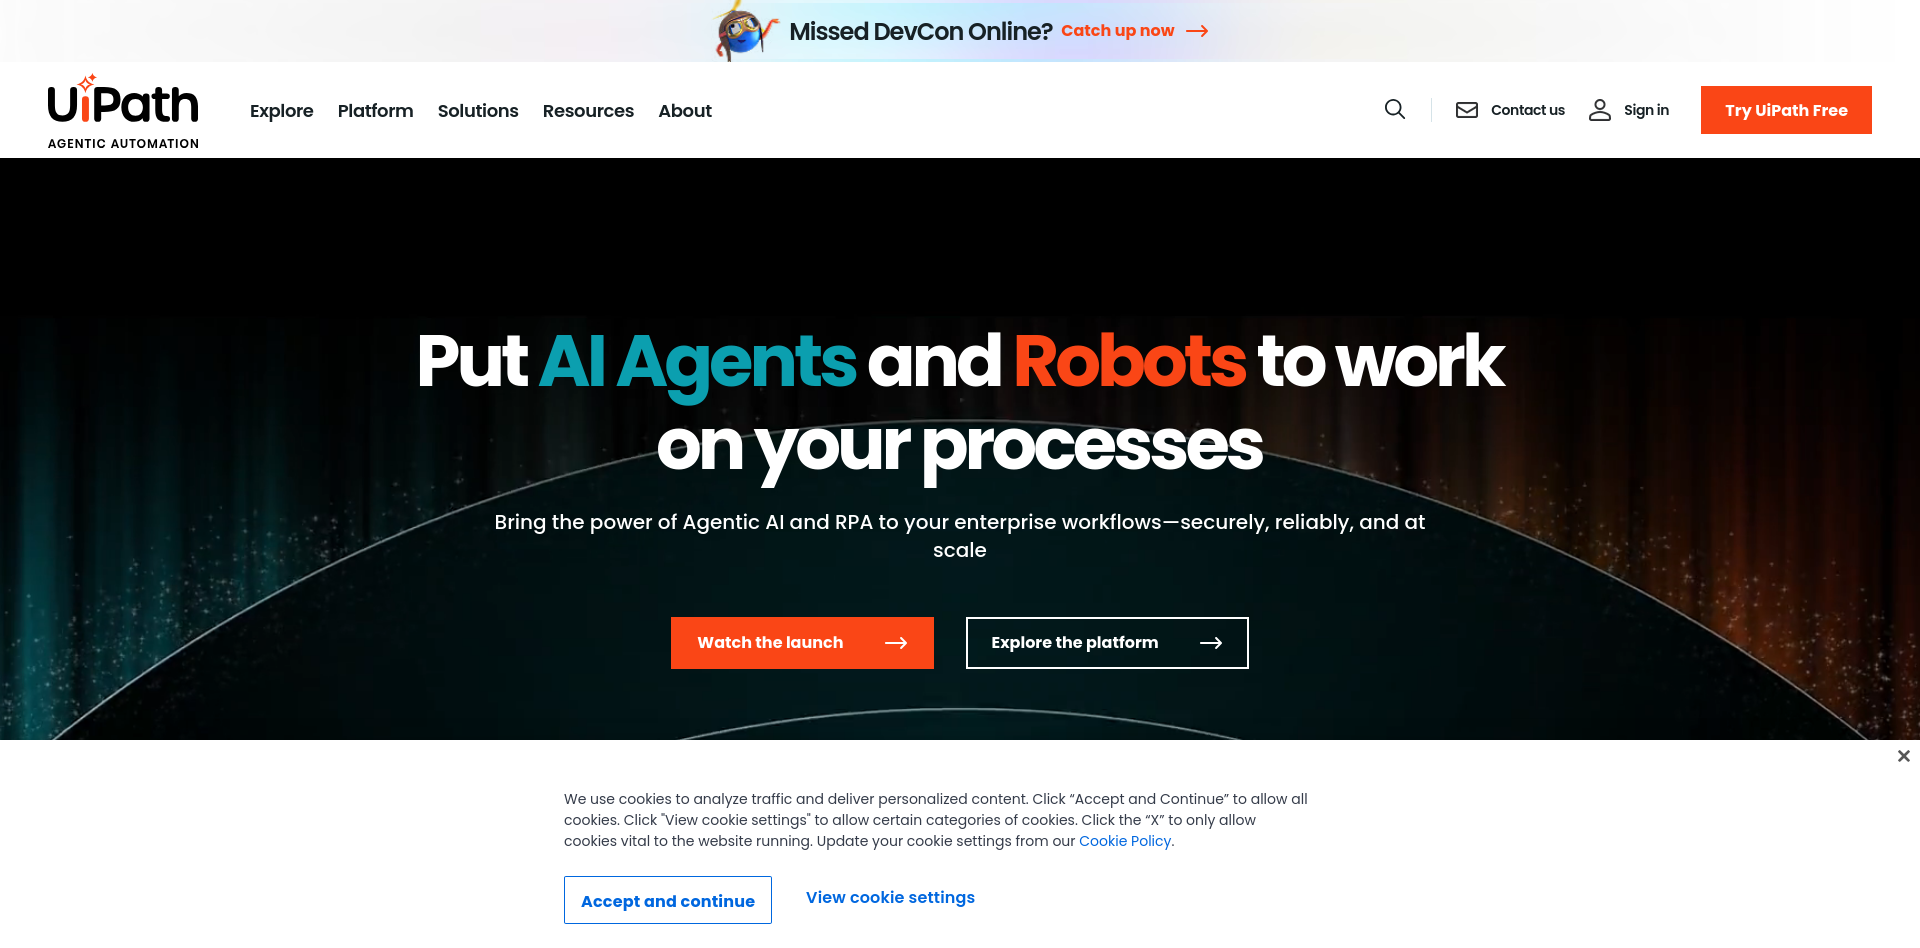 Missed DevCon Online? Catch up now
UiPath
AGENTIC AUTOMATION
Explore Platform Solutions Resources About
Contact us Sign in Try UiPath Free
Put AI Agents and Robots to work
on your processes
Bring the power of Agentic AI and RPA to your enterprise workflows—securely, reliably, and at
scale
Watch the launch Explore the platform
We use cookies to analyze traffic and deliver personalized content. Click “Accept and Continue” to allow all
cookies. Click "View cookie settings" to allow certain categories of cookies. Click the “X” to only allow
cookies vital to the website running. Update your cookie settings from our Cookie Policy.
Accept and continue View cookie settings